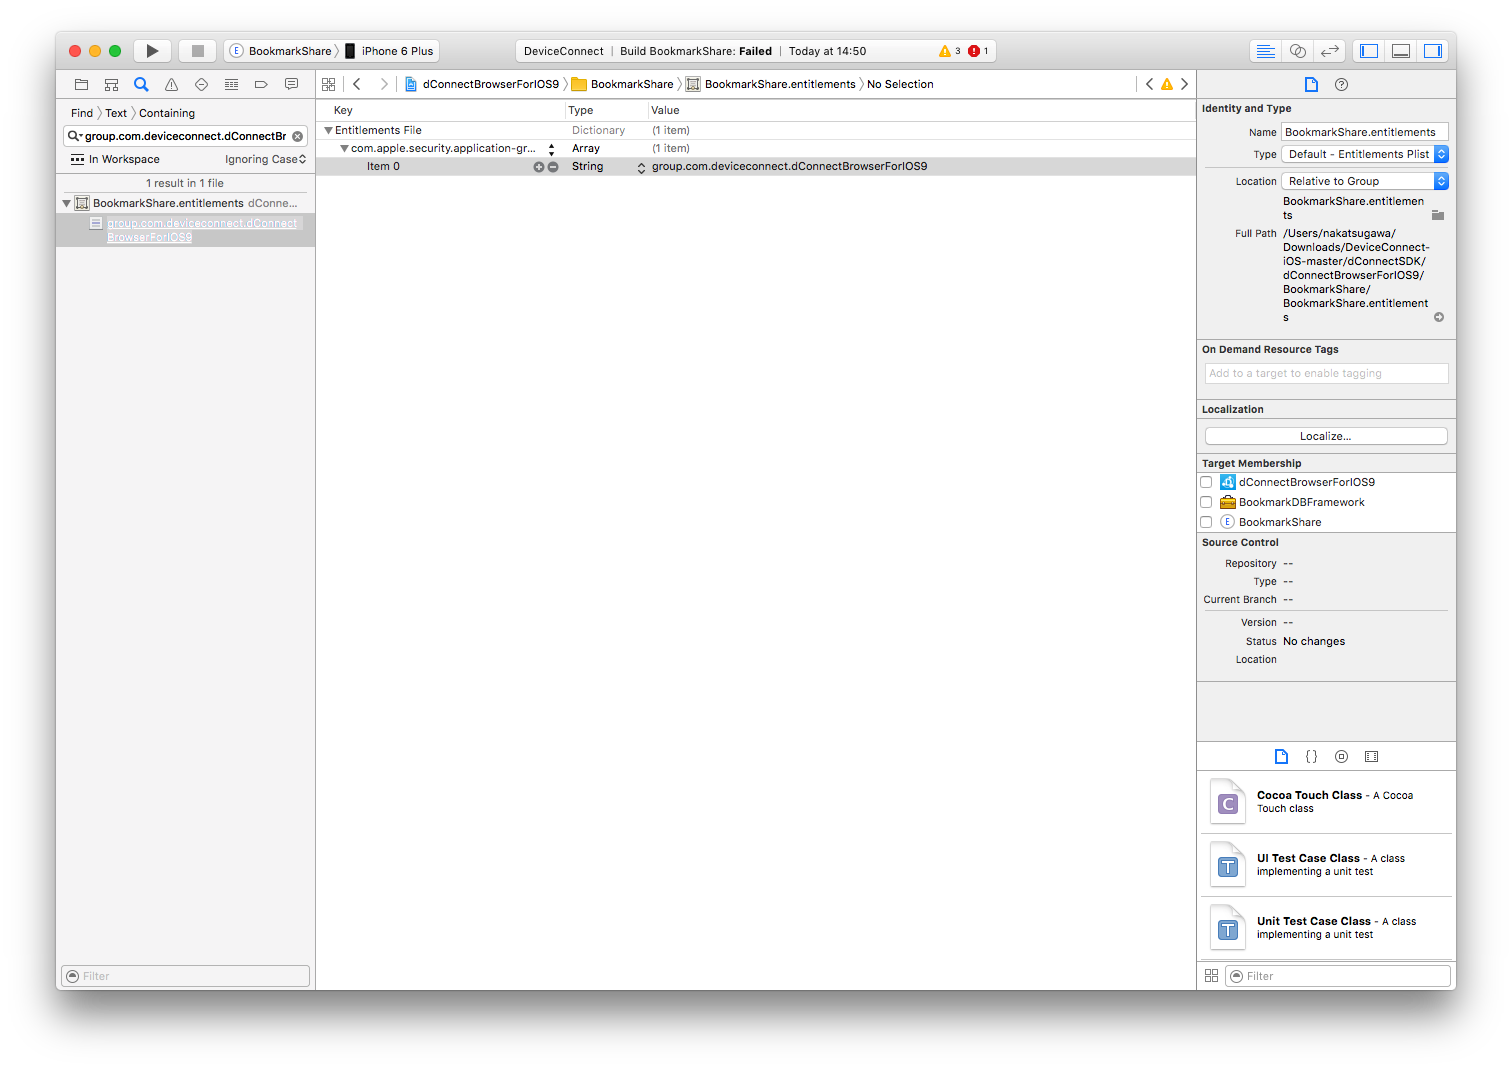 BookmarkShare iPhone 6 Plus
DeviceConnect | Build BookmarkShare: Failed | Today at 14:50
3 1
dConnectBrowserForIOS9 BookmarkShare BookmarkShare.entitlements No Selection
Find Text Containing
group.com.deviceconnect.dConnectBr
In Workspace Ignoring Case
1 result in 1 file
BookmarkShare.entitlements dConne...
group.com.deviceconnect.dConnect
BrowserForIOS9
Filter
Key Type Value
Entitlements File Dictionary (1 item)
com.apple.security.application-gr... Array (1 item)
Item 0 String group.com.deviceconnect.dConnectBrowserForIOS9
Identity and Type
Name BookmarkShare.entitlements
Type Default - Entitlements Plist
Location Relative to Group
BookmarkShare.entitlemen
ts
Full Path /Users/nakatsugawa/
Downloads/DeviceConnect-
iOS-master/dConnectSDK/
dConnectBrowserForIOS9/
BookmarkShare/
BookmarkShare.entitlement
s
On Demand Resource Tags
Add to a target to enable tagging
Localization
Localize...
Target Membership
dConnectBrowserForIOS9
BookmarkDBFramework
E BookmarkShare
Source Control
Repository --
Type --
Current Branch --
Version --
Status No changes
Location
C Cocoa Touch Class - A Cocoa
Touch class
T UI Test Case Class - A class
implementing a unit test
T Unit Test Case Class - A class
implementing a unit test
Filter